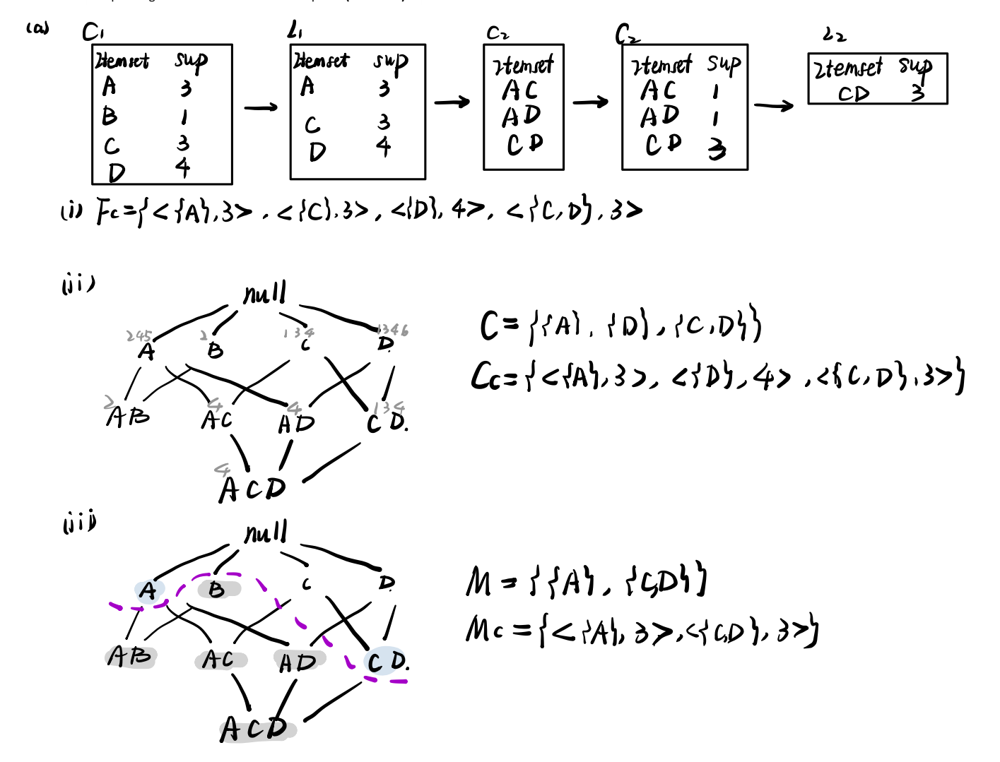 (a) C1 L1 C2 C2 L2
Itemset sup Itemset sup Itemset Itemset sup Itemset sup
A 3 A 3 AC AC 1 CD 3
B 1 C 3 AD AD 1
C 3 D 4 CD CD 3
D 4
(i) Fc={<{A},3>, <{C},3>, <{D},4>, <{C,D},3>
(ii)
null
245 2 134 1346
A B C D.
2 4 4 134
AB AC AD CD.
4
ACD
C={{A}, {D}, {C,D}}
Cc={<{A},3>, <{D},4>, <{C,D},3>}
(iii)
null
A B C D.
AB AC AD CD.
ACD
M={{A}, {C,D}}
Mc={<{A},3>,<{C,D},3>}